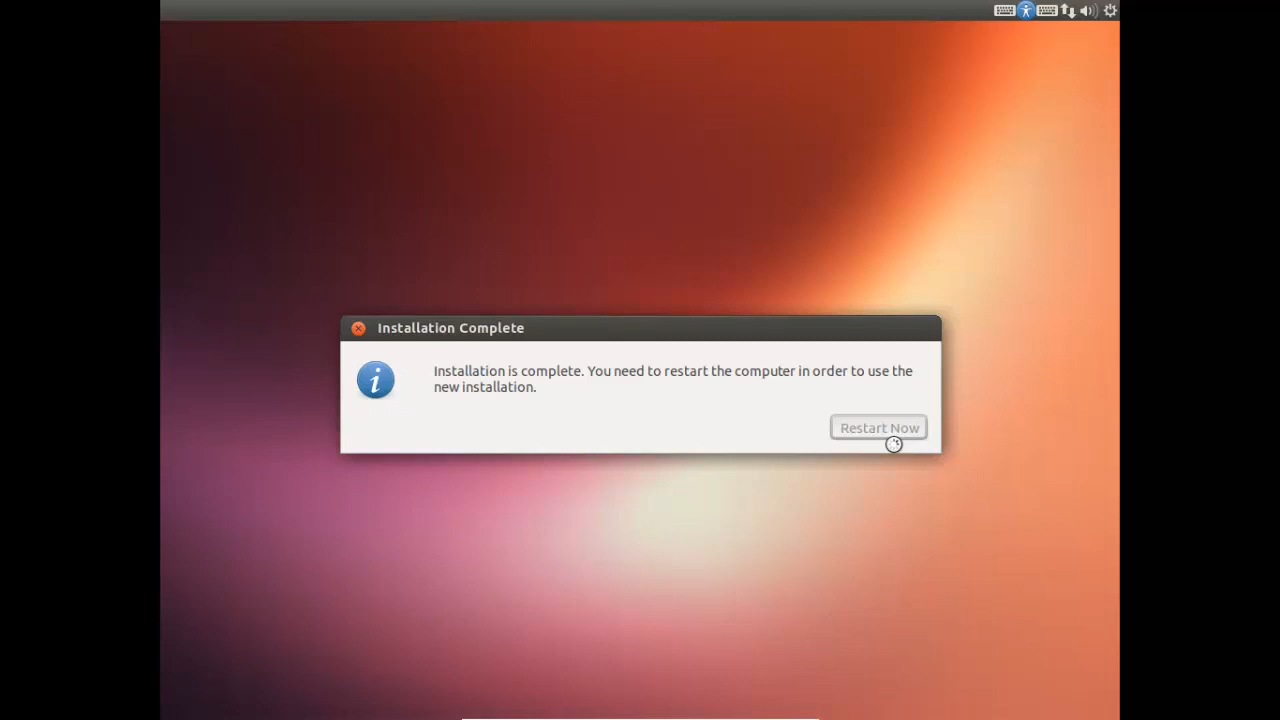 Installation Complete
Installation is complete. You need to restart the computer in order to use the
new installation.
Restart Now